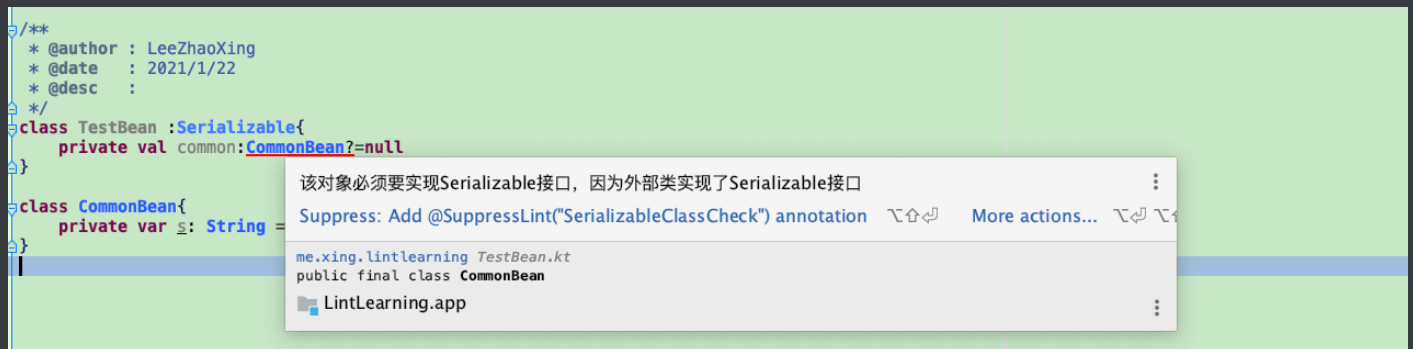 /**
* @author : LeeZhaoXing
* @date   : 2021/1/22
* @desc   :
*/
class TestBean :Serializable{
private val common:CommonBean?=null
}
该对象必须要实现Serializable接口，因为外部类实现了Serializable接口
Suppress: Add @SuppressLint("SerializableClassCheck") annotation ⌥⇧⏎ More actions... ⌥⏎ ⌥
class CommonBean{
private var s: String =
}
me.xing.lintlearning TestBean.kt
public final class CommonBean
LintLearning.app